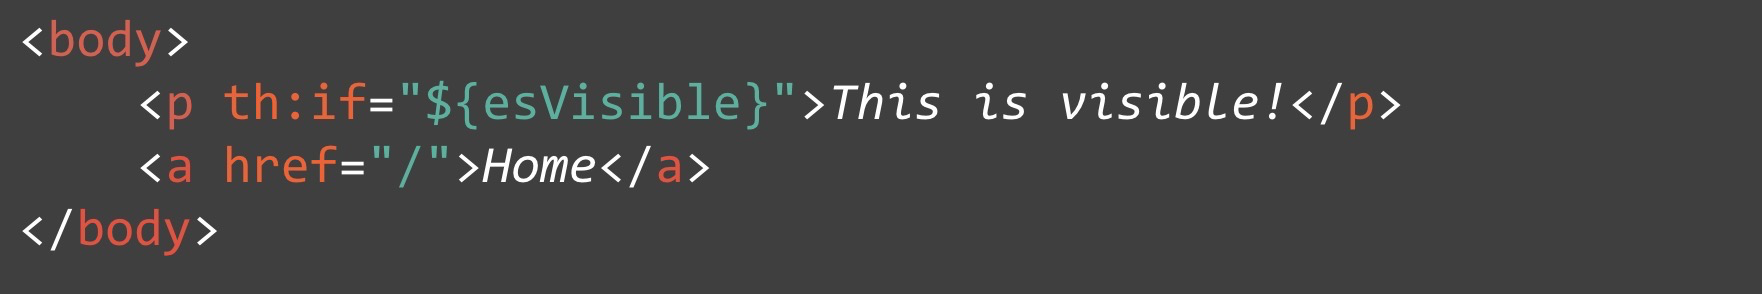 <body>
    <p th:if="${esVisible}">This is visible!</p>
    <a href="/">Home</a>
</body>